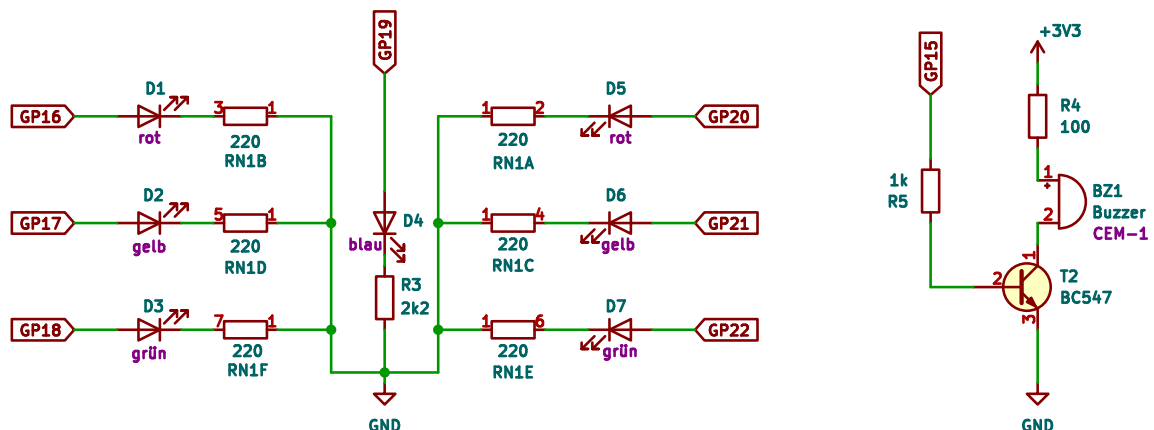 GP19
GP15
+3V3
D1
D5
R4
100
GP16
3
1
1
2
GP20
rot
220
RN1B
220
RN1A
rot
1k
R5
1
+
2
BZ1
Buzzer
CEM-1
D2
D6
GP17
5
1
D4
1
4
GP21
gelb
220
RN1D
blau
220
RN1C
gelb
1
2
T2
BC547
3
D3
R3
2k2
D7
GP18
7
1
1
6
GP22
grün
220
RN1F
220
RN1E
grün
GND
GND